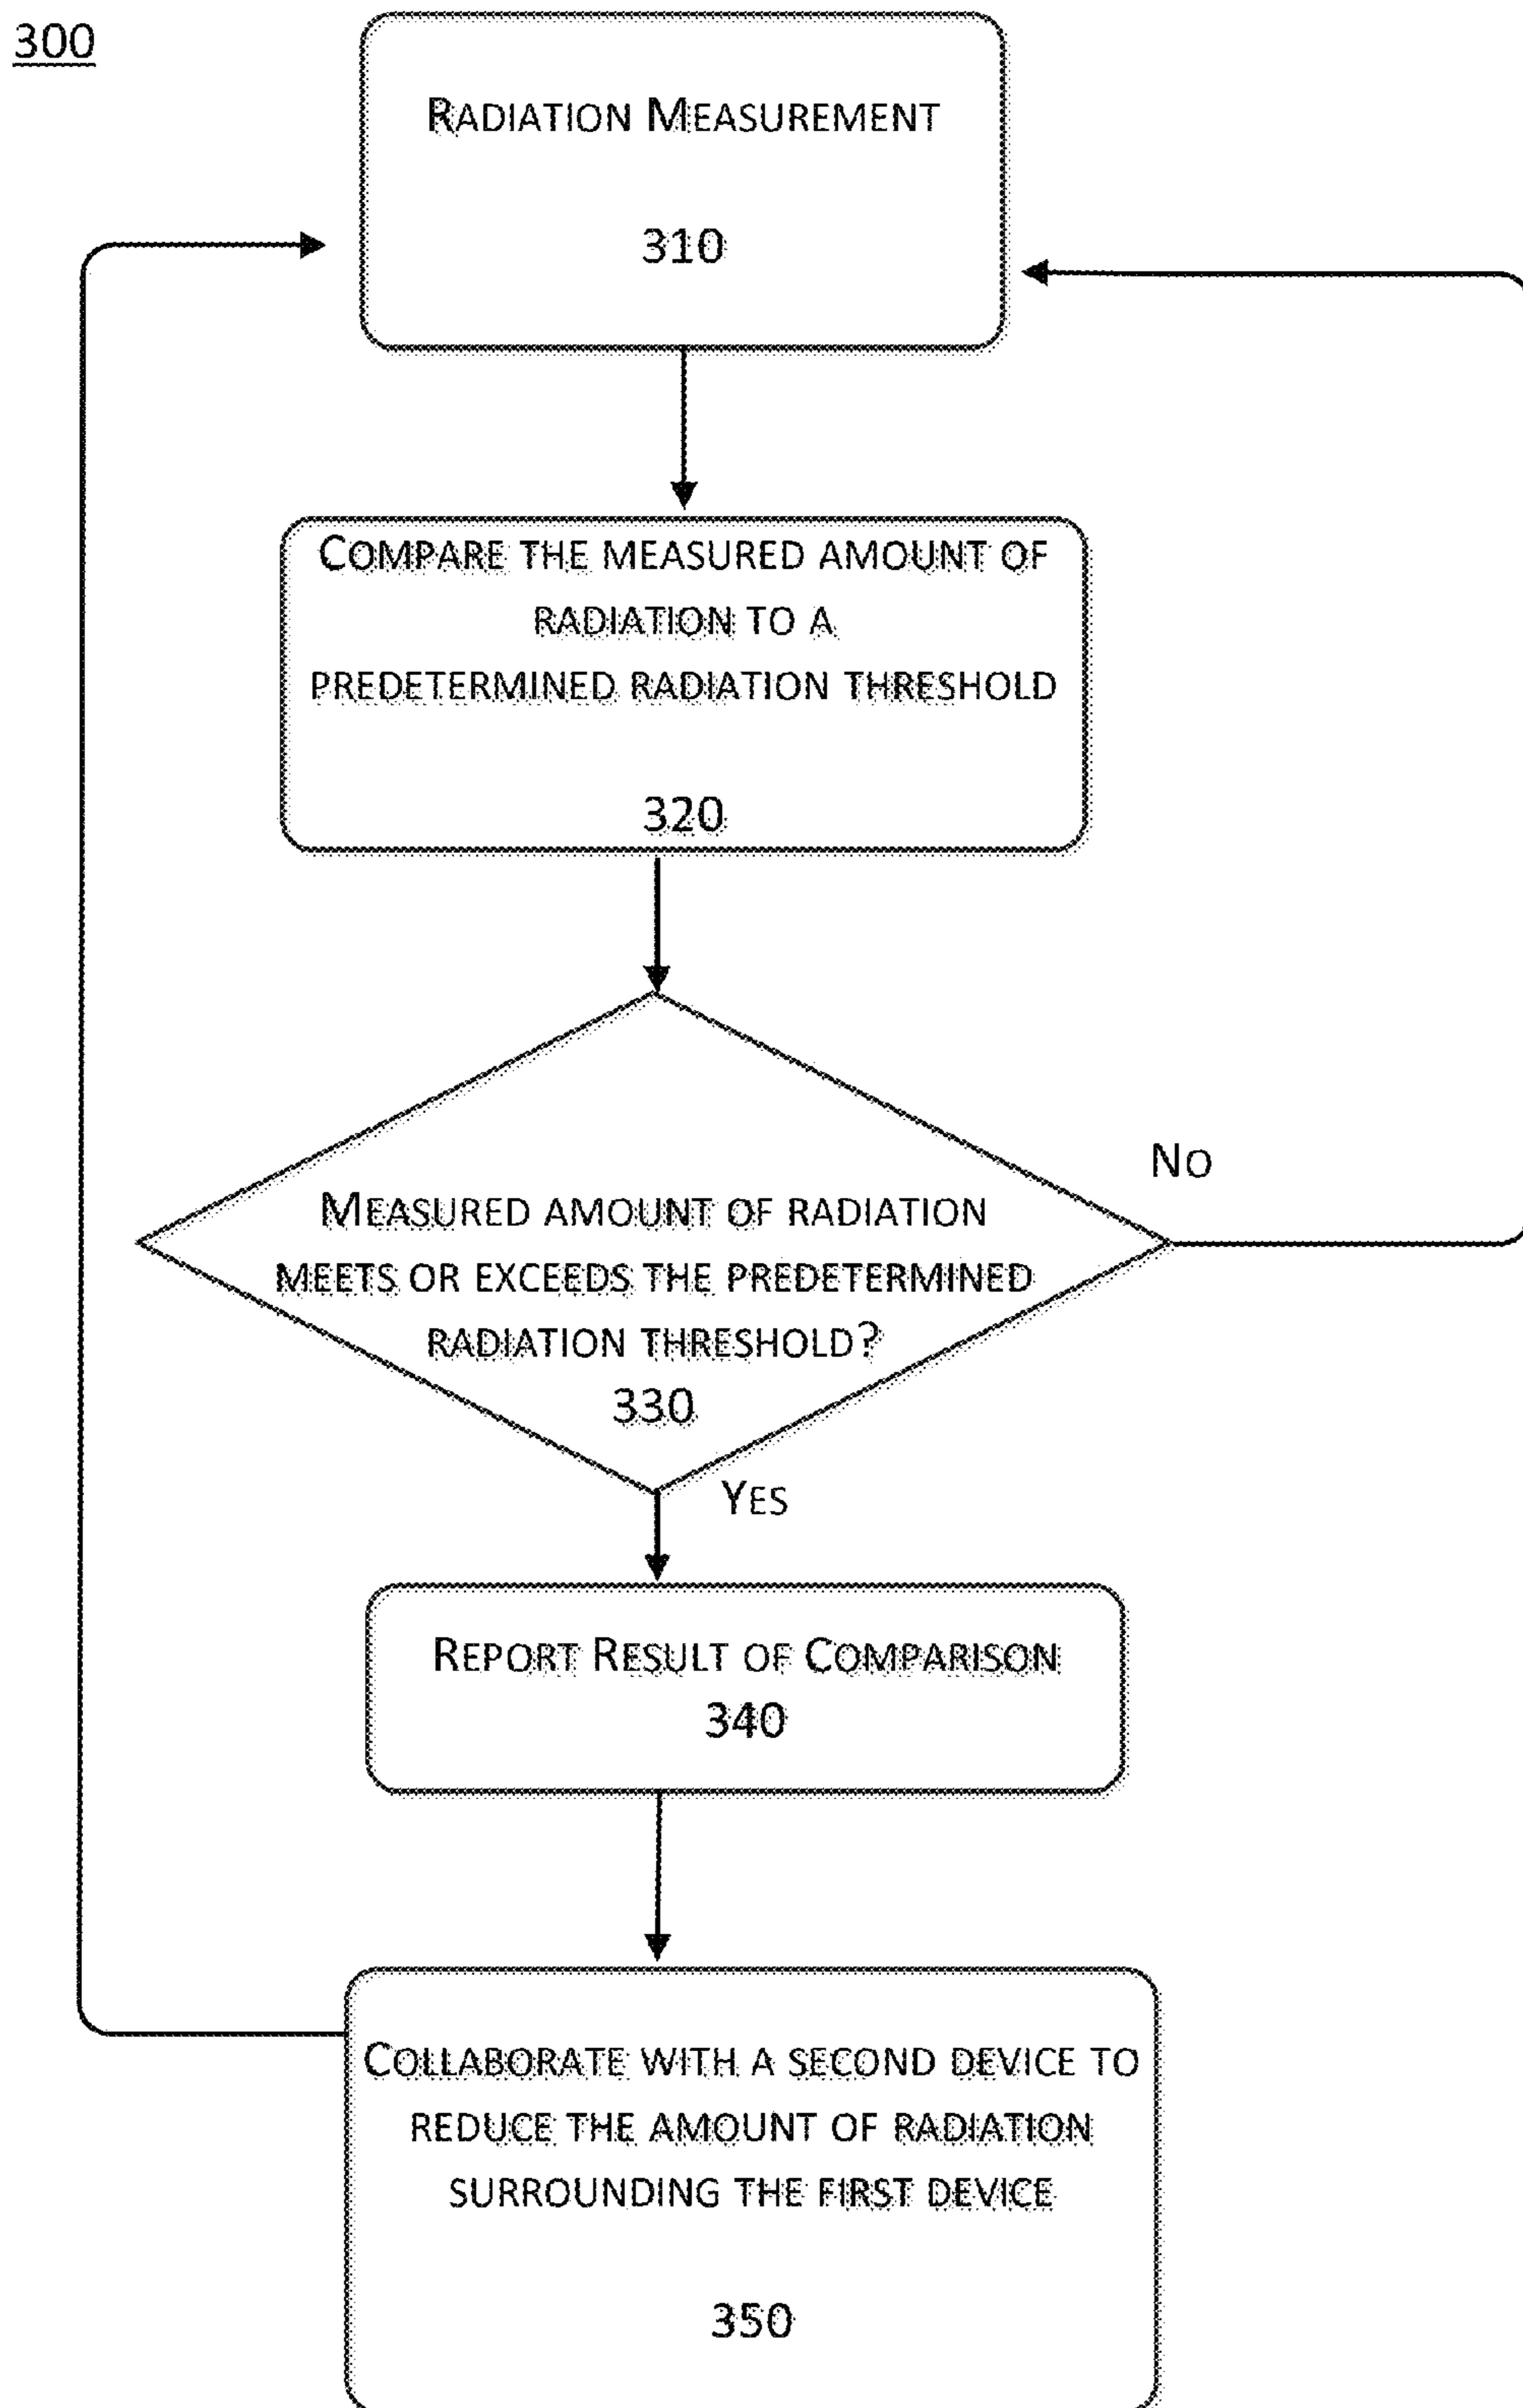 300
RADIATION MEASUREMENT
310
COMPARE THE MEASURED AMOUNT OF
RADIATION TO A
PREDETERMINED RADIATION THRESHOLD
320
MEASURED AMOUNT OF RADIATION
MEETS OR EXCEEDS THE PREDETERMINED
RADIATION THRESHOLD?
330
NO
YES
REPORT RESULT OF COMPARISON
340
COLLABORATE WITH A SECOND DEVICE TO
REDUCE THE AMOUNT OF RADIATION
SURROUNDING THE FIRST DEVICE
350